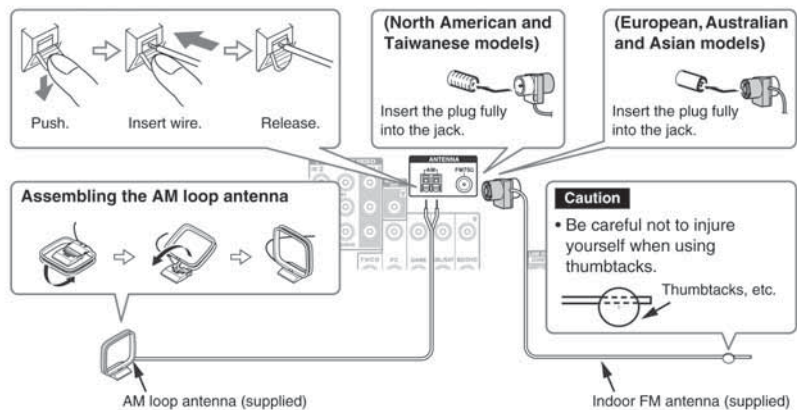 Push.
Insert wire.
Release.
(North American and
Taiwanese models)
Insert the plug fully
into the jack.
(European, Australian
and Asian models)
Insert the plug fully
into the jack.
ANTENNA
AM
FM75Ω
Assembling the AM loop antenna
Caution
• Be careful not to injure
yourself when using
thumbtacks.
Thumbtacks, etc.
PC
GAME
AM loop antenna (supplied)
Indoor FM antenna (supplied)